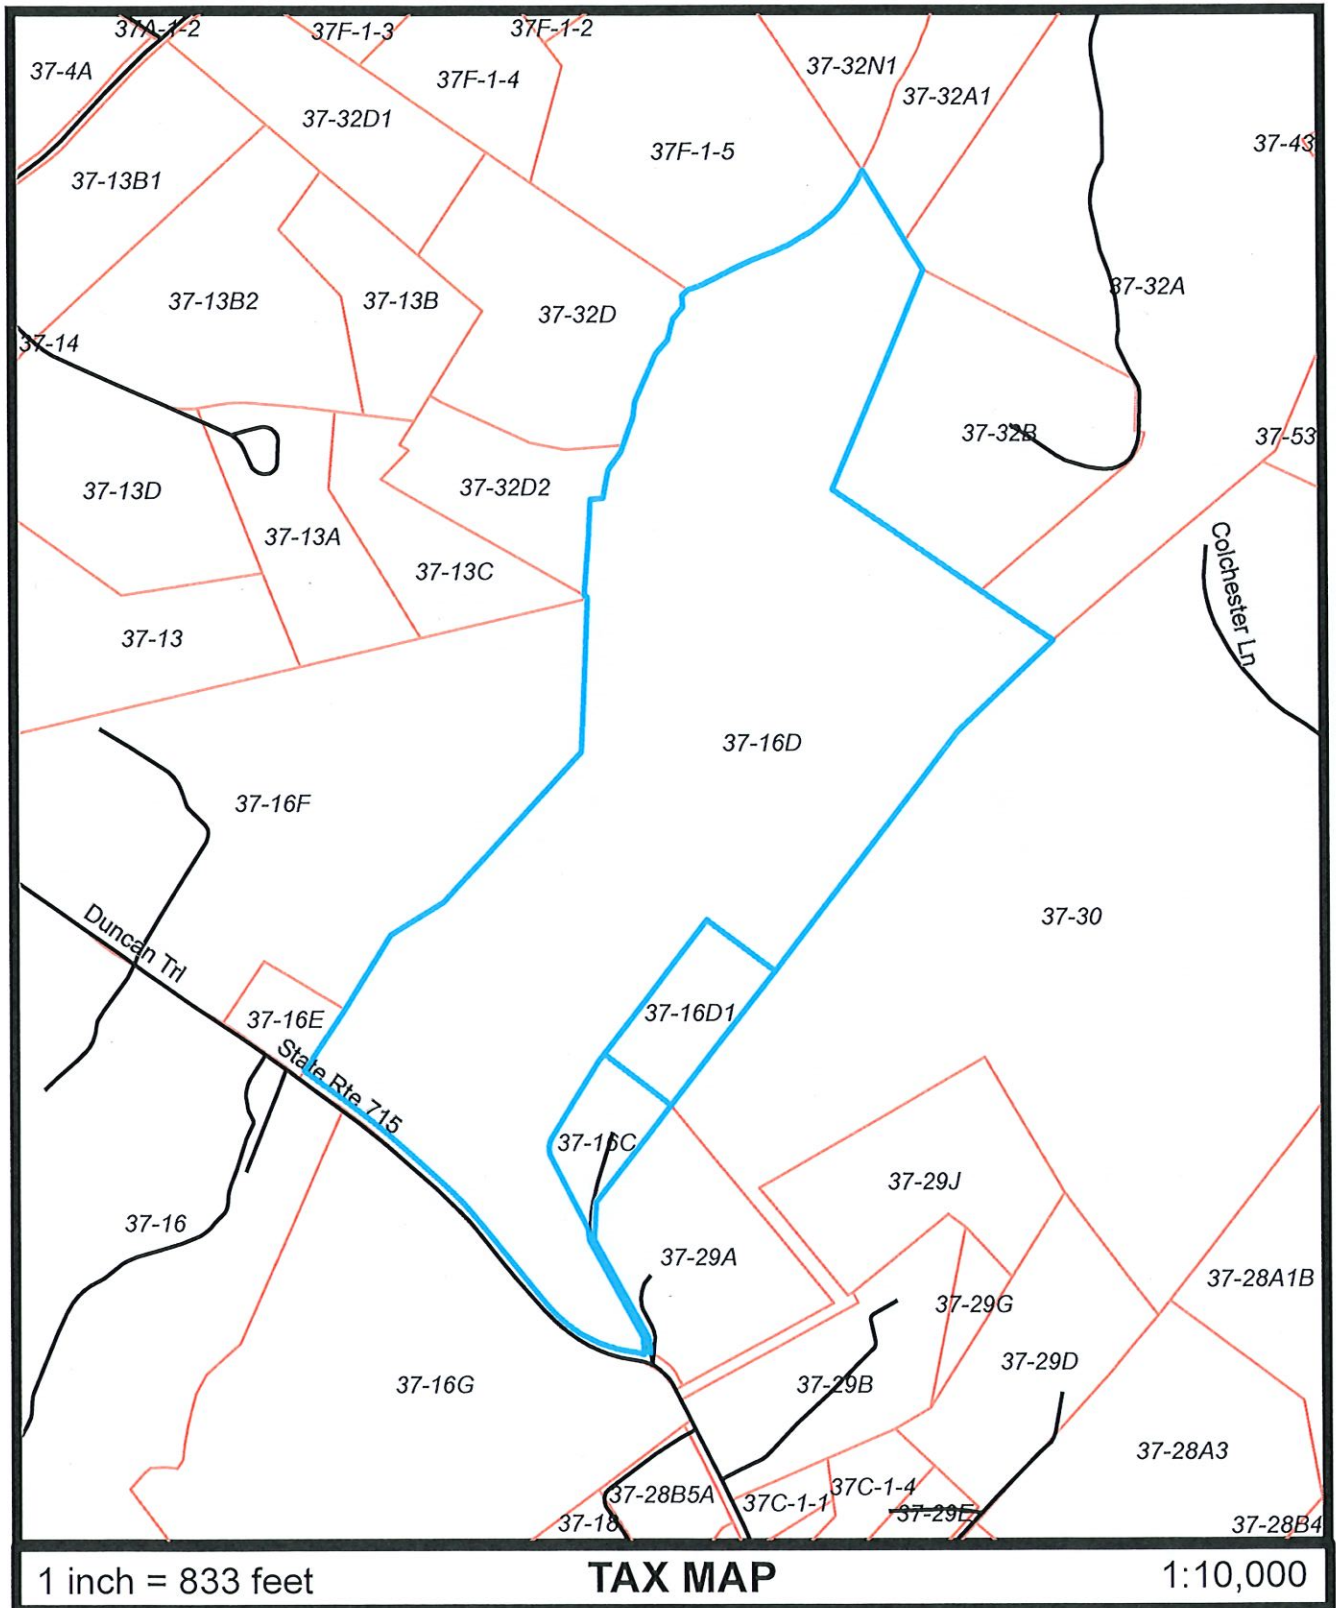 37A-1-2
37F-1-3
37F-1-2
37-4A
37F-1-4
37-32N1
37-32A1
37-32D1
37F-1-5
37-43
37-13B1
37-32A
37-13B2
37-13B
37-32D
37-14
37-32B
37-53
37-13D
37-32D2
37-13A
37-13C
Colchester Ln
37-13
37-16D
37-16F
37-30
Duncan Trl
37-16E
37-16D1
State Rte 715
37-16C
37-29J
37-16
37-29A
37-28A1B
37-29G
37-29D
37-16G
37-29B
37-28A3
37-28B5A
37C-1-1
37C-1-4
37-18
37-29E
37-28B4
1 inch = 833 feet
TAX MAP
1:10,000